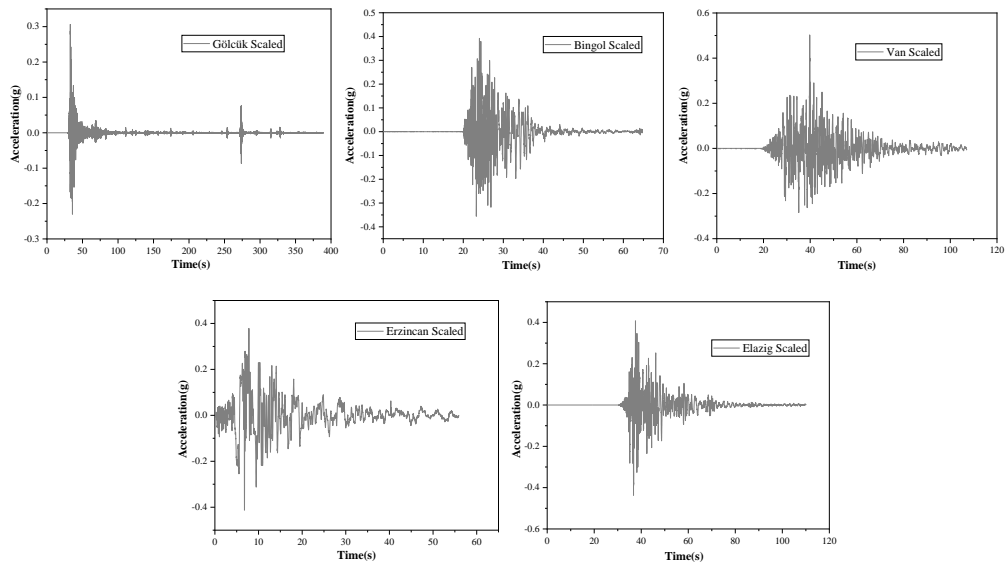 Gölcük Scaled
Acceleration(g)
0.3
0.2
0.1
0.0
-0.1
-0.2
-0.3
0 50 100 150 200 250 300 350 400
Time(s)
Bingol Scaled
Acceleration(g)
0.5
0.4
0.3
0.2
0.1
0.0
-0.1
-0.2
-0.3
-0.4
0 10 20 30 40 50 60 70
Time(s)
Van Scaled
Acceleration(g)
0.6
0.4
0.2
0.0
-0.2
-0.4
0 20 40 60 80 100 120
Time(s)
Erzincan Scaled
Acceleration(g)
0.4
0.2
0.0
-0.2
-0.4
0 10 20 30 40 50 60
Time(s)
Elazig Scaled
Acceleration(g)
0.6
0.4
0.2
0.0
-0.2
-0.4
-0.6
0 20 40 60 80 100 120
Time(s)